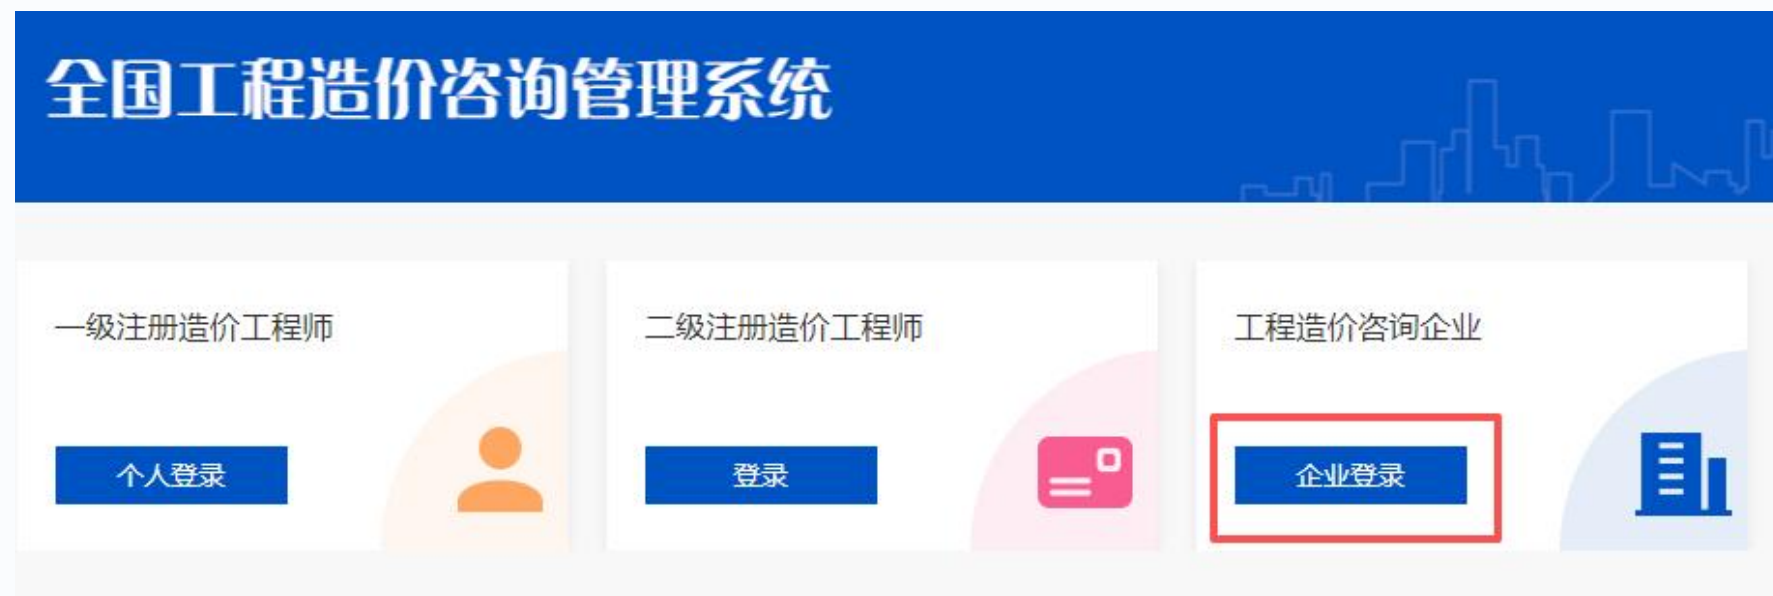 全国工程造价咨询管理系统
一级注册造价工程师
二级注册造价工程师
工程造价咨询企业
个人登录
登录
企业登录